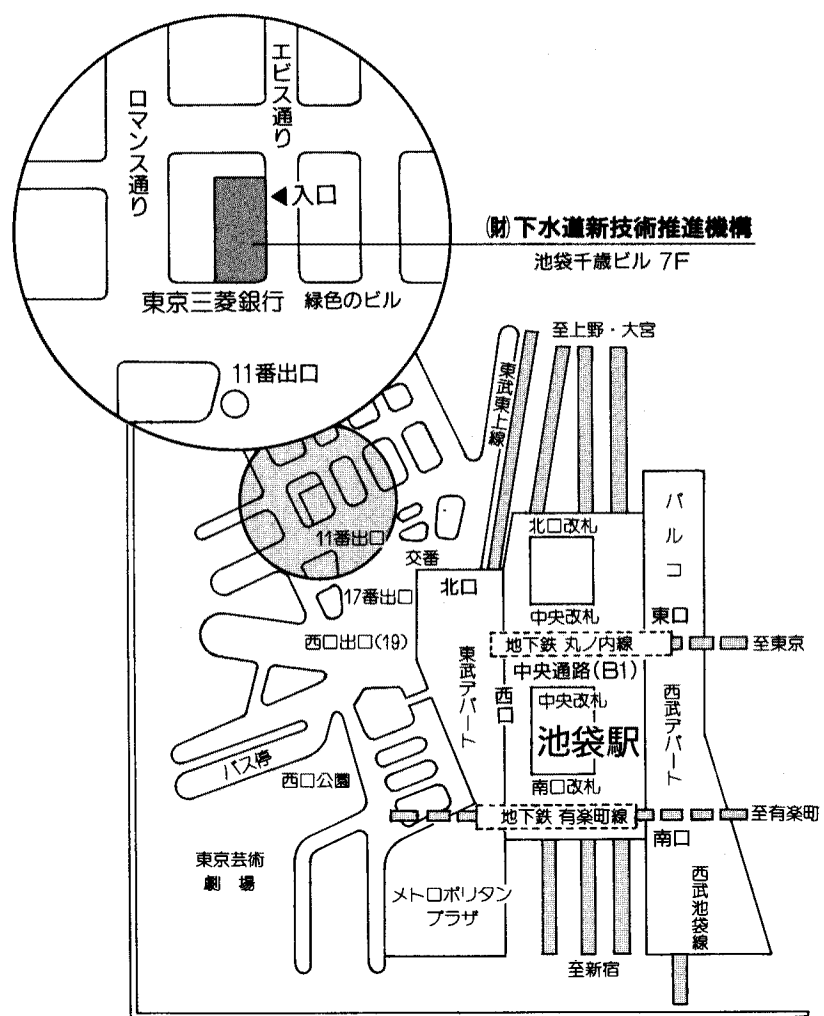 エビス通り
ロマンス通り
入口
(財)下水道新技術推進機構
池袋千歳ビル 7F
東京三菱銀行
緑色のビル
11番出口
至上野・大宮
東武東上線
パルコ
北口改札
11番出口
交番
北口
17番出口
中央改札
東口
西口出口(19)
地下鉄 丸ノ内線
至東京
中央通路(B1)
東武デパート
西口
中央改札
西武デパート
池袋駅
バス停
西口公園
南口改札
地下鉄 有楽町線
至有楽町
南口
東京芸術
劇場
メトロポリタン
プラザ
西武池袋線
至新宿